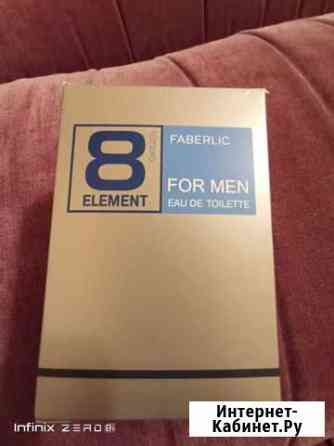 8
ELEMENT
FABERLIC
FOR MEN
EAU DE TOILETTE
Infinix ZERO 8i
Интернет-
Кабинет.Ру